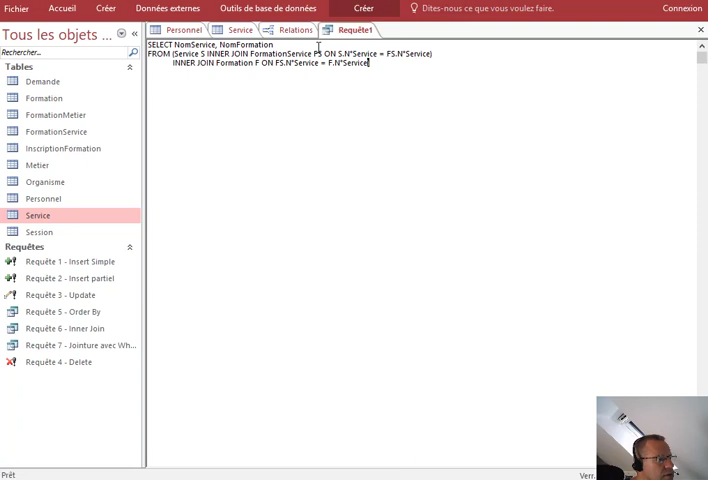 Fichier Accueil Créer Données externes Outils de base de données Créer Dites-nous ce que vous voulez faire. Connexion
Tous les objets ... «
Personnel Service Relations Requête1 ×
Rechercher...
SELECT NomService, NomFormation
FROM (Service S INNER JOIN FormationService FS ON S.N°Service = FS.N°Service)
INNER JOIN Formation F ON FS.N°Service = F.N°Service
Tables
Demande
Formation
FormationMetier
FormationService
InscriptionFormation
Metier
Organisme
Personnel
Service
Session
Requêtes
Requête 1 - Insert Simple
Requête 2 - Insert partiel
Requête 3 - Update
Requête 5 - Order By
Requête 6 - Inner Join
Requête 7 - Jointure avec Wh...
Requête 4 - Delete
Prêt
Verr.